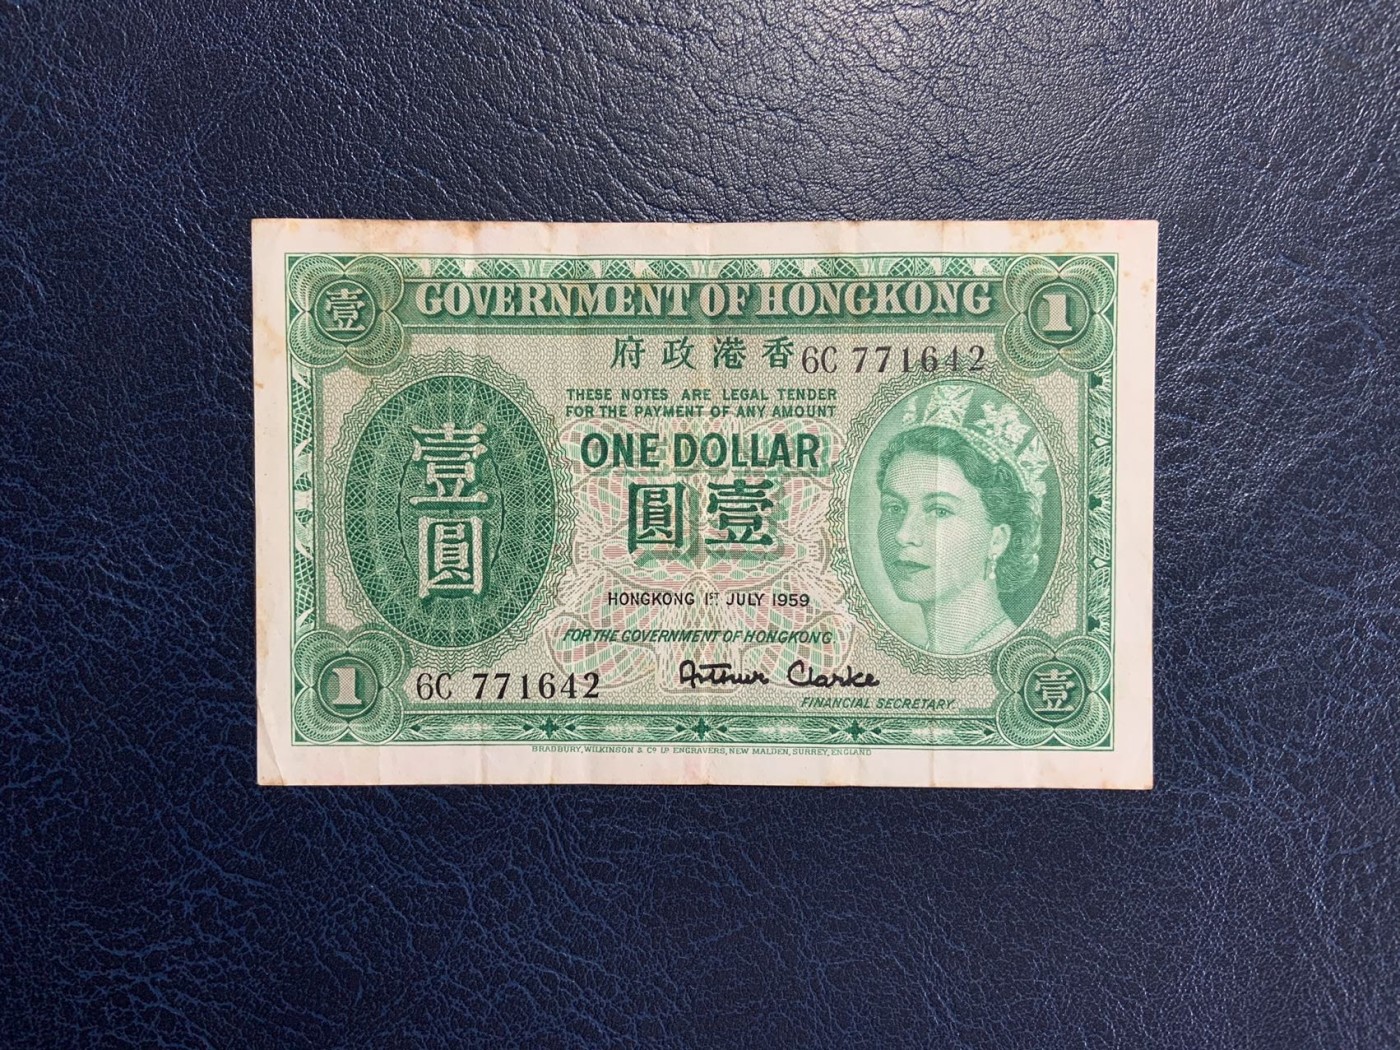 壹
GOVERNMENT OF HONGKONG
1
府政港香
6C 771642
THESE NOTES ARE LEGAL TENDER
FOR THE PAYMENT OF ANY AMOUNT
ONE DOLLAR
圓壹
壹圓
HONGKONG 1ST JULY 1959
FOR THE GOVERNMENT OF HONGKONG
Arthur Clarke
FINANCIAL SECRETARY
1
6C 771642
壹
BRADBURY, WILKINSON & Co. Ld. ENGRAVERS, NEW MALDEN, SURREY, ENGLAND